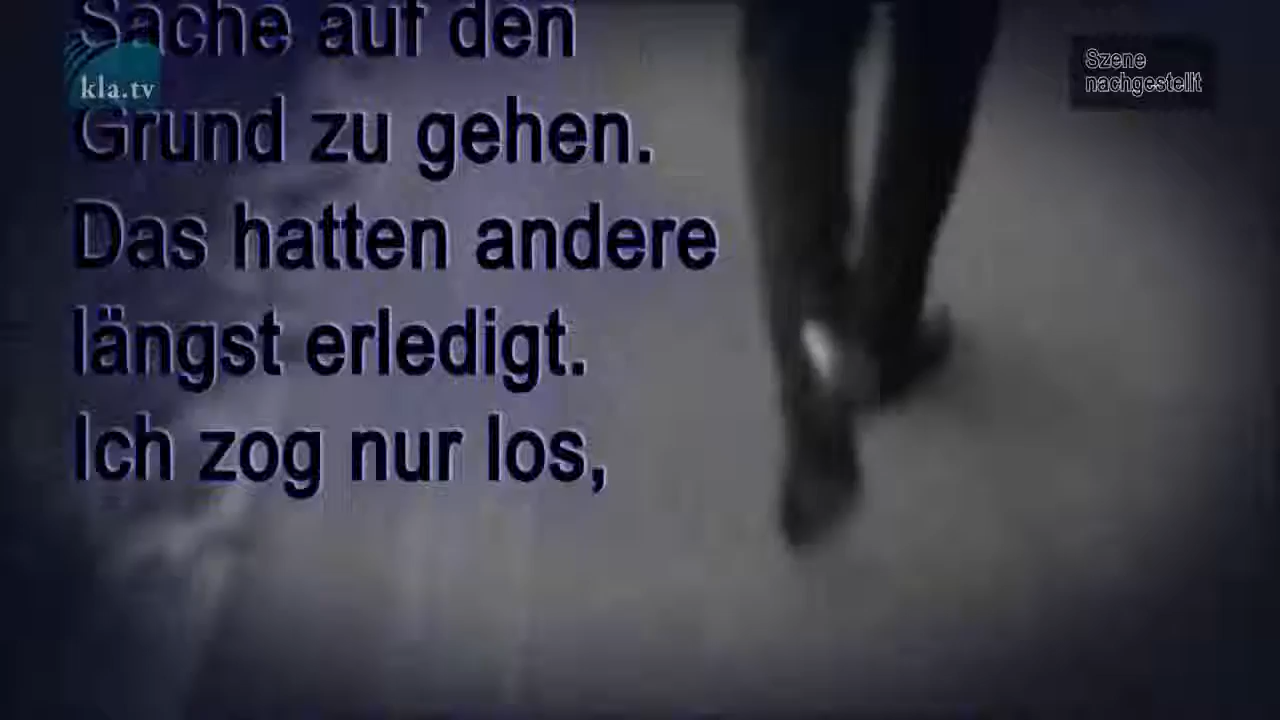 Sache auf den
kla.tv
Szene
nachgestellt
Grund zu gehen.
Das hatten andere
längst erledigt.
Ich zog nur los,